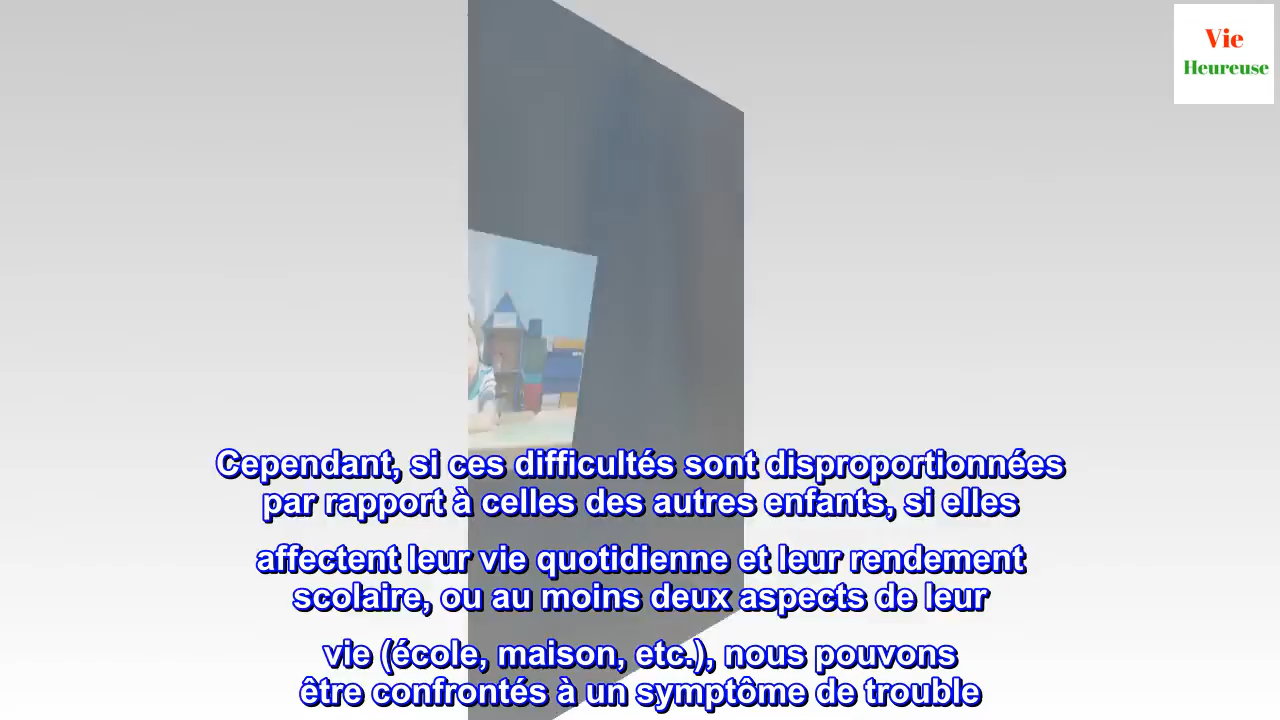 Vie
Heureuse
Cependant, si ces difficultés sont disproportionnées
par rapport à celles des autres enfants, si elles
affectent leur vie quotidienne et leur rendement
scolaire, ou au moins deux aspects de leur
vie (école, maison, etc.), nous pouvons
être confrontés à un symptôme de trouble